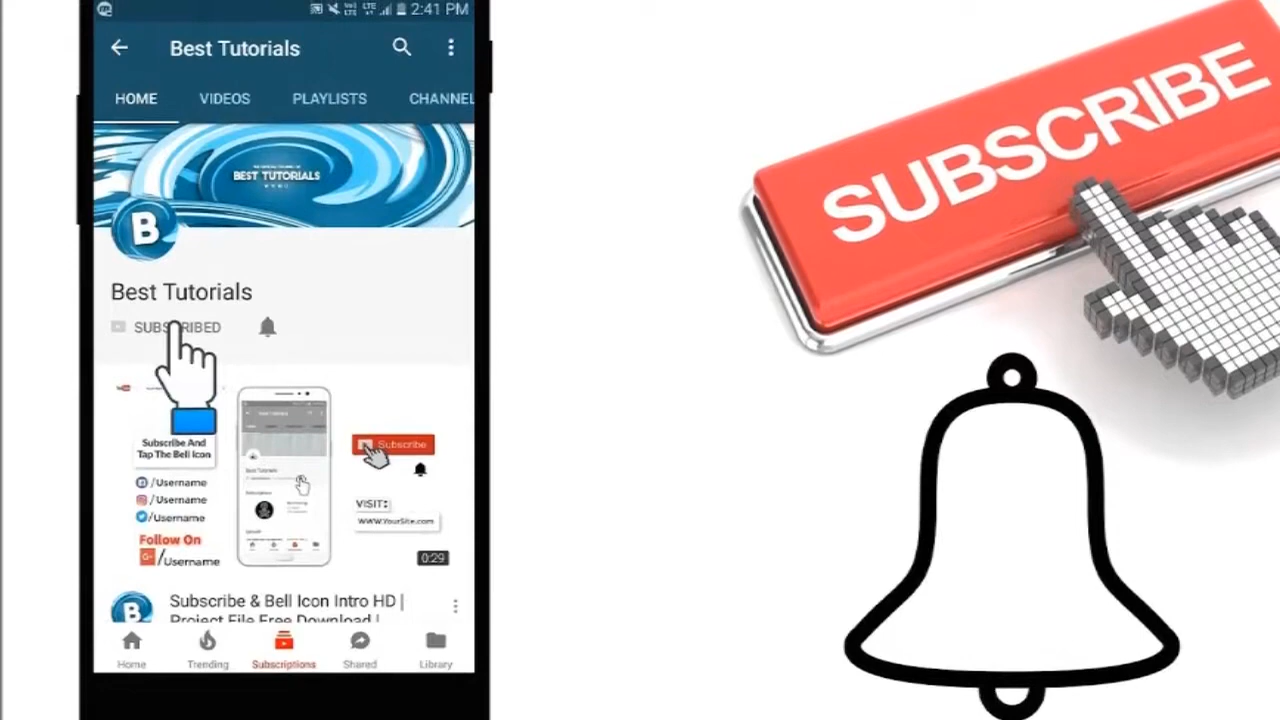 2:41 PM
Best Tutorials
HOME VIDEOS PLAYLISTS CHANNEL
BEST TUTORIALS
B
Best Tutorials
SUBSCRIBED
Subscribe And
Tap The Bell Icon
/Username
/Username
/Username
Follow On
G+/Username
Best Tutorials
Subscribe
VISIT:
WWW.YourSite.com
0:29
B
Subscribe & Bell Icon Intro HD |
Project File Free Download |
Home Trending Subscriptions Shared Library
SUBSCRIBE